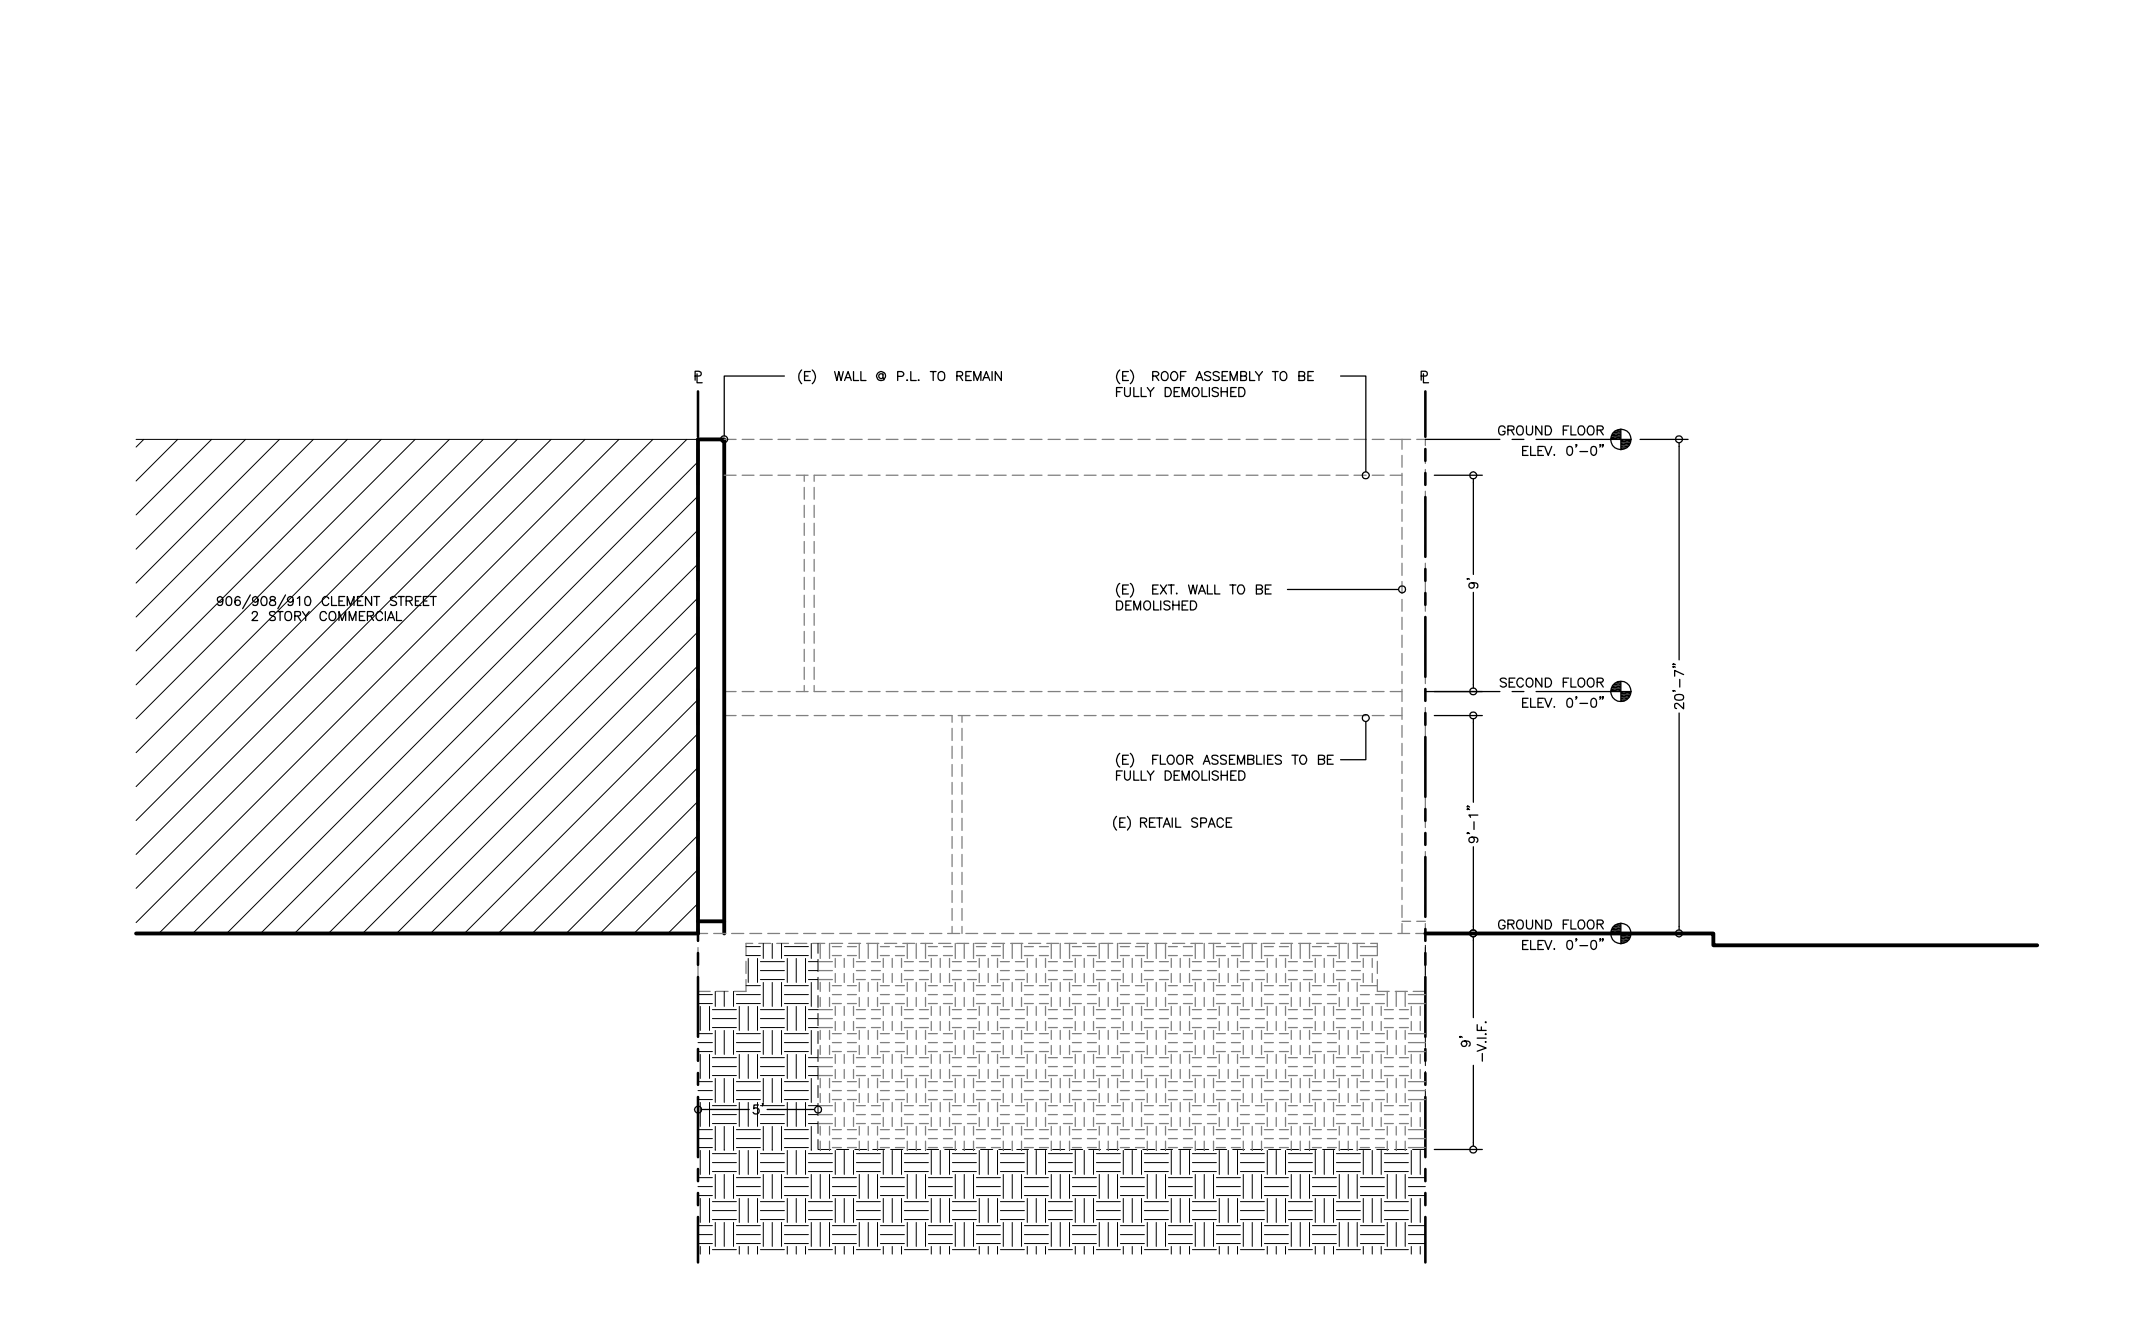 PL
(E) WALL @ P.L. TO REMAIN
(E) ROOF ASSEMBLY TO BE
FULLY DEMOLISHED
PL
GROUND FLOOR
ELEV. 0'-0"
9'
(E) EXT. WALL TO BE
DEMOLISHED
906/908/910 CLEMENT STREET
2 STORY COMMERCIAL
SECOND FLOOR
ELEV. 0'-0"
20'-7"
(E) FLOOR ASSEMBLIES TO BE
FULLY DEMOLISHED
(E) RETAIL SPACE
9'-1"
GROUND FLOOR
ELEV. 0'-0"
9'
-V.I.F.
5'